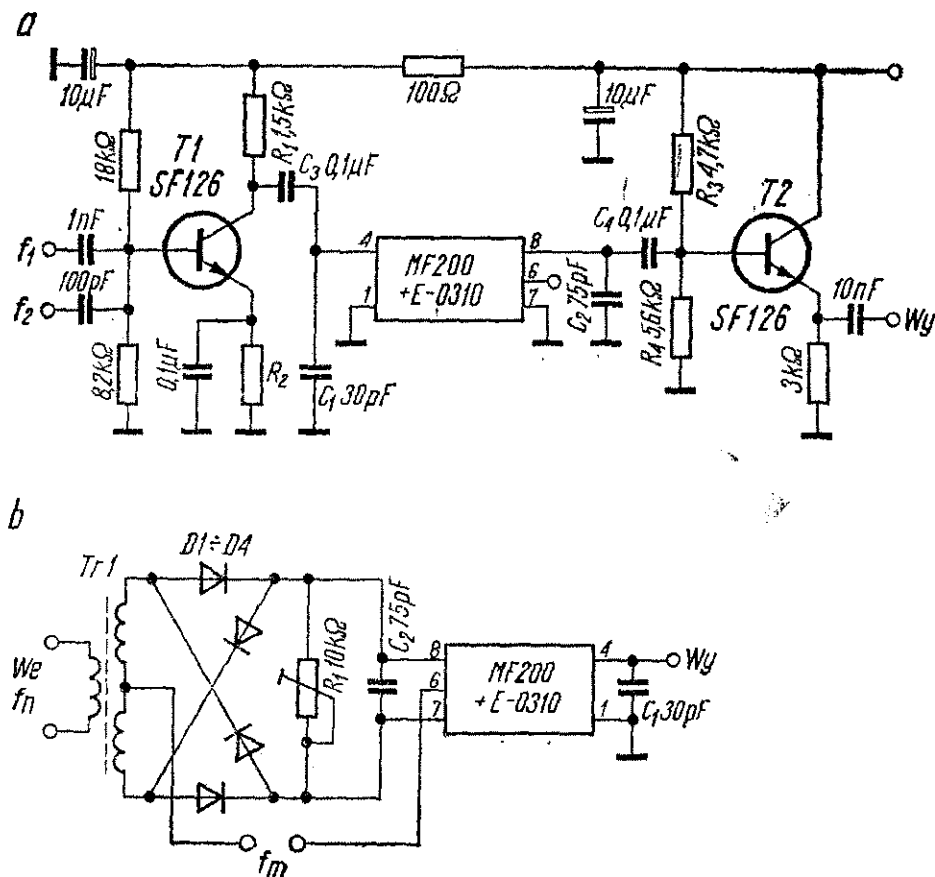 a
10μF
18kΩ
T1
SF126
R₁ 1,5kΩ
C₃ 0,1μF
100Ω
10μF
R₃ 4,7kΩ
T2
SF126
f₁
1nF
f₂
100pF
8,2kΩ
0,1μF
R₂
C₁ 30pF
4
1
MF200
+E-0310
8
6
7
C₂ 75pF
C₄ 0,1μF
R₄ 56kΩ
10nF
Wy
3kΩ
b
Tr1
D1÷D4
We
fn
R₁ 10kΩ
C₂ 75pF
8
6
7
MF200
+E-0310
4
1
Wy
C₁ 30pF
fm